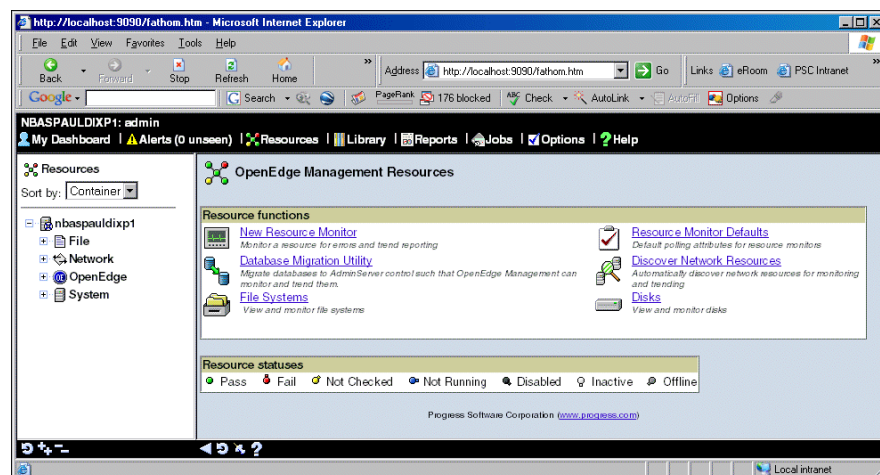 http://localhost:9090/fathom.htm - Microsoft Internet Explorer
File Edit View Favorites Tools Help
Back Forward Stop Refresh Home » Address http://localhost:9090/fathom.htm Go Links eRoom PSC Intranet »
Google Search PageRank 176 blocked ABC Check AutoLink AutoFill Options
NBASPAULDIXP1: admin
My Dashboard | Alerts (0 unseen) | Resources | Library | Reports | Jobs | Options | ? Help
Resources
Sort by: Container
nbaspauldixp1
File
Network
OpenEdge
System
OpenEdge Management Resources
Resource functions
New Resource Monitor
Monitor a resource for errors and trend reporting
Database Migration Utility
Migrate databases to AdminServer control such that OpenEdge Management can
monitor and trend them.
File Systems
View and monitor file systems
Resource Monitor Defaults
Default polling attributes for resource monitors
Discover Network Resources
Automatically discover network resources for monitoring
and trending
Disks
View and monitor disks
Resource statuses
Pass Fail Not Checked Not Running Disabled Inactive Offline
Progress Software Corporation (www.progress.com)
Local intranet